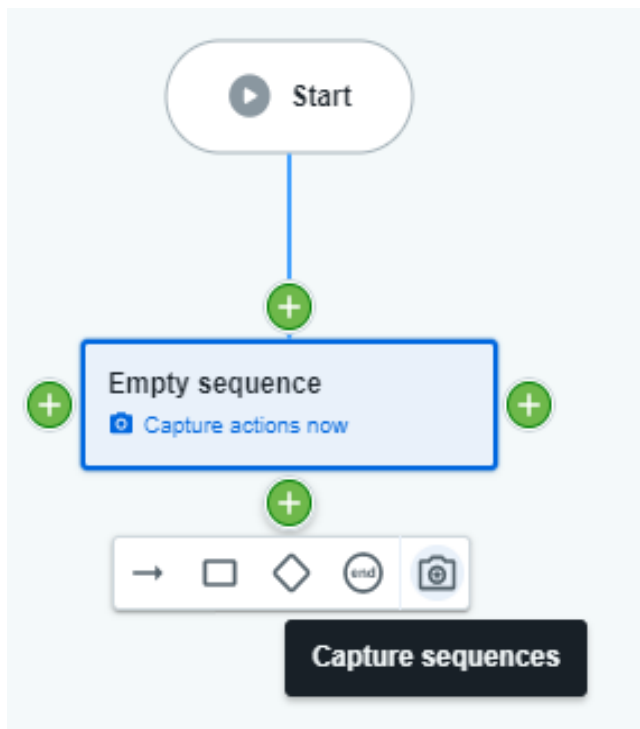 Start
Empty sequence
Capture actions now
end
Capture sequences